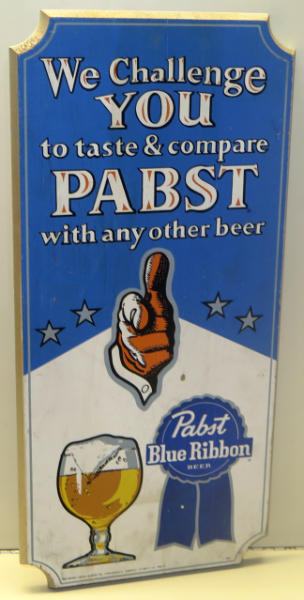 We Challenge
YOU
to taste & compare
PABST
with any other beer
Pabst
Blue Ribbon
BEER